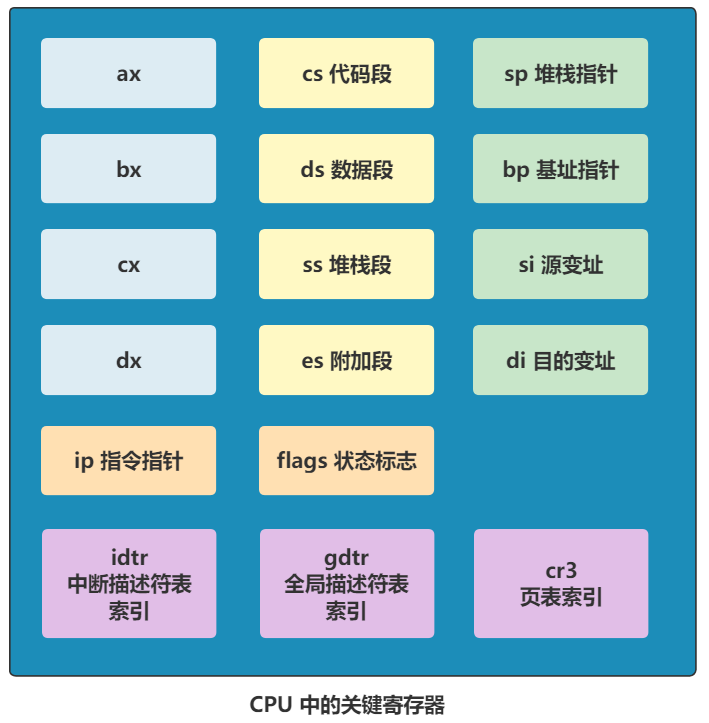 ax
cs 代码段
sp 堆栈指针
bx
ds 数据段
bp 基址指针
cx
ss 堆栈段
si 源变址
dx
es 附加段
di 目的变址
ip 指令指针
flags 状态标志
idtr
中断描述符表
索引
gdtr
全局描述符表
索引
cr3
页表索引
CPU 中的关键寄存器